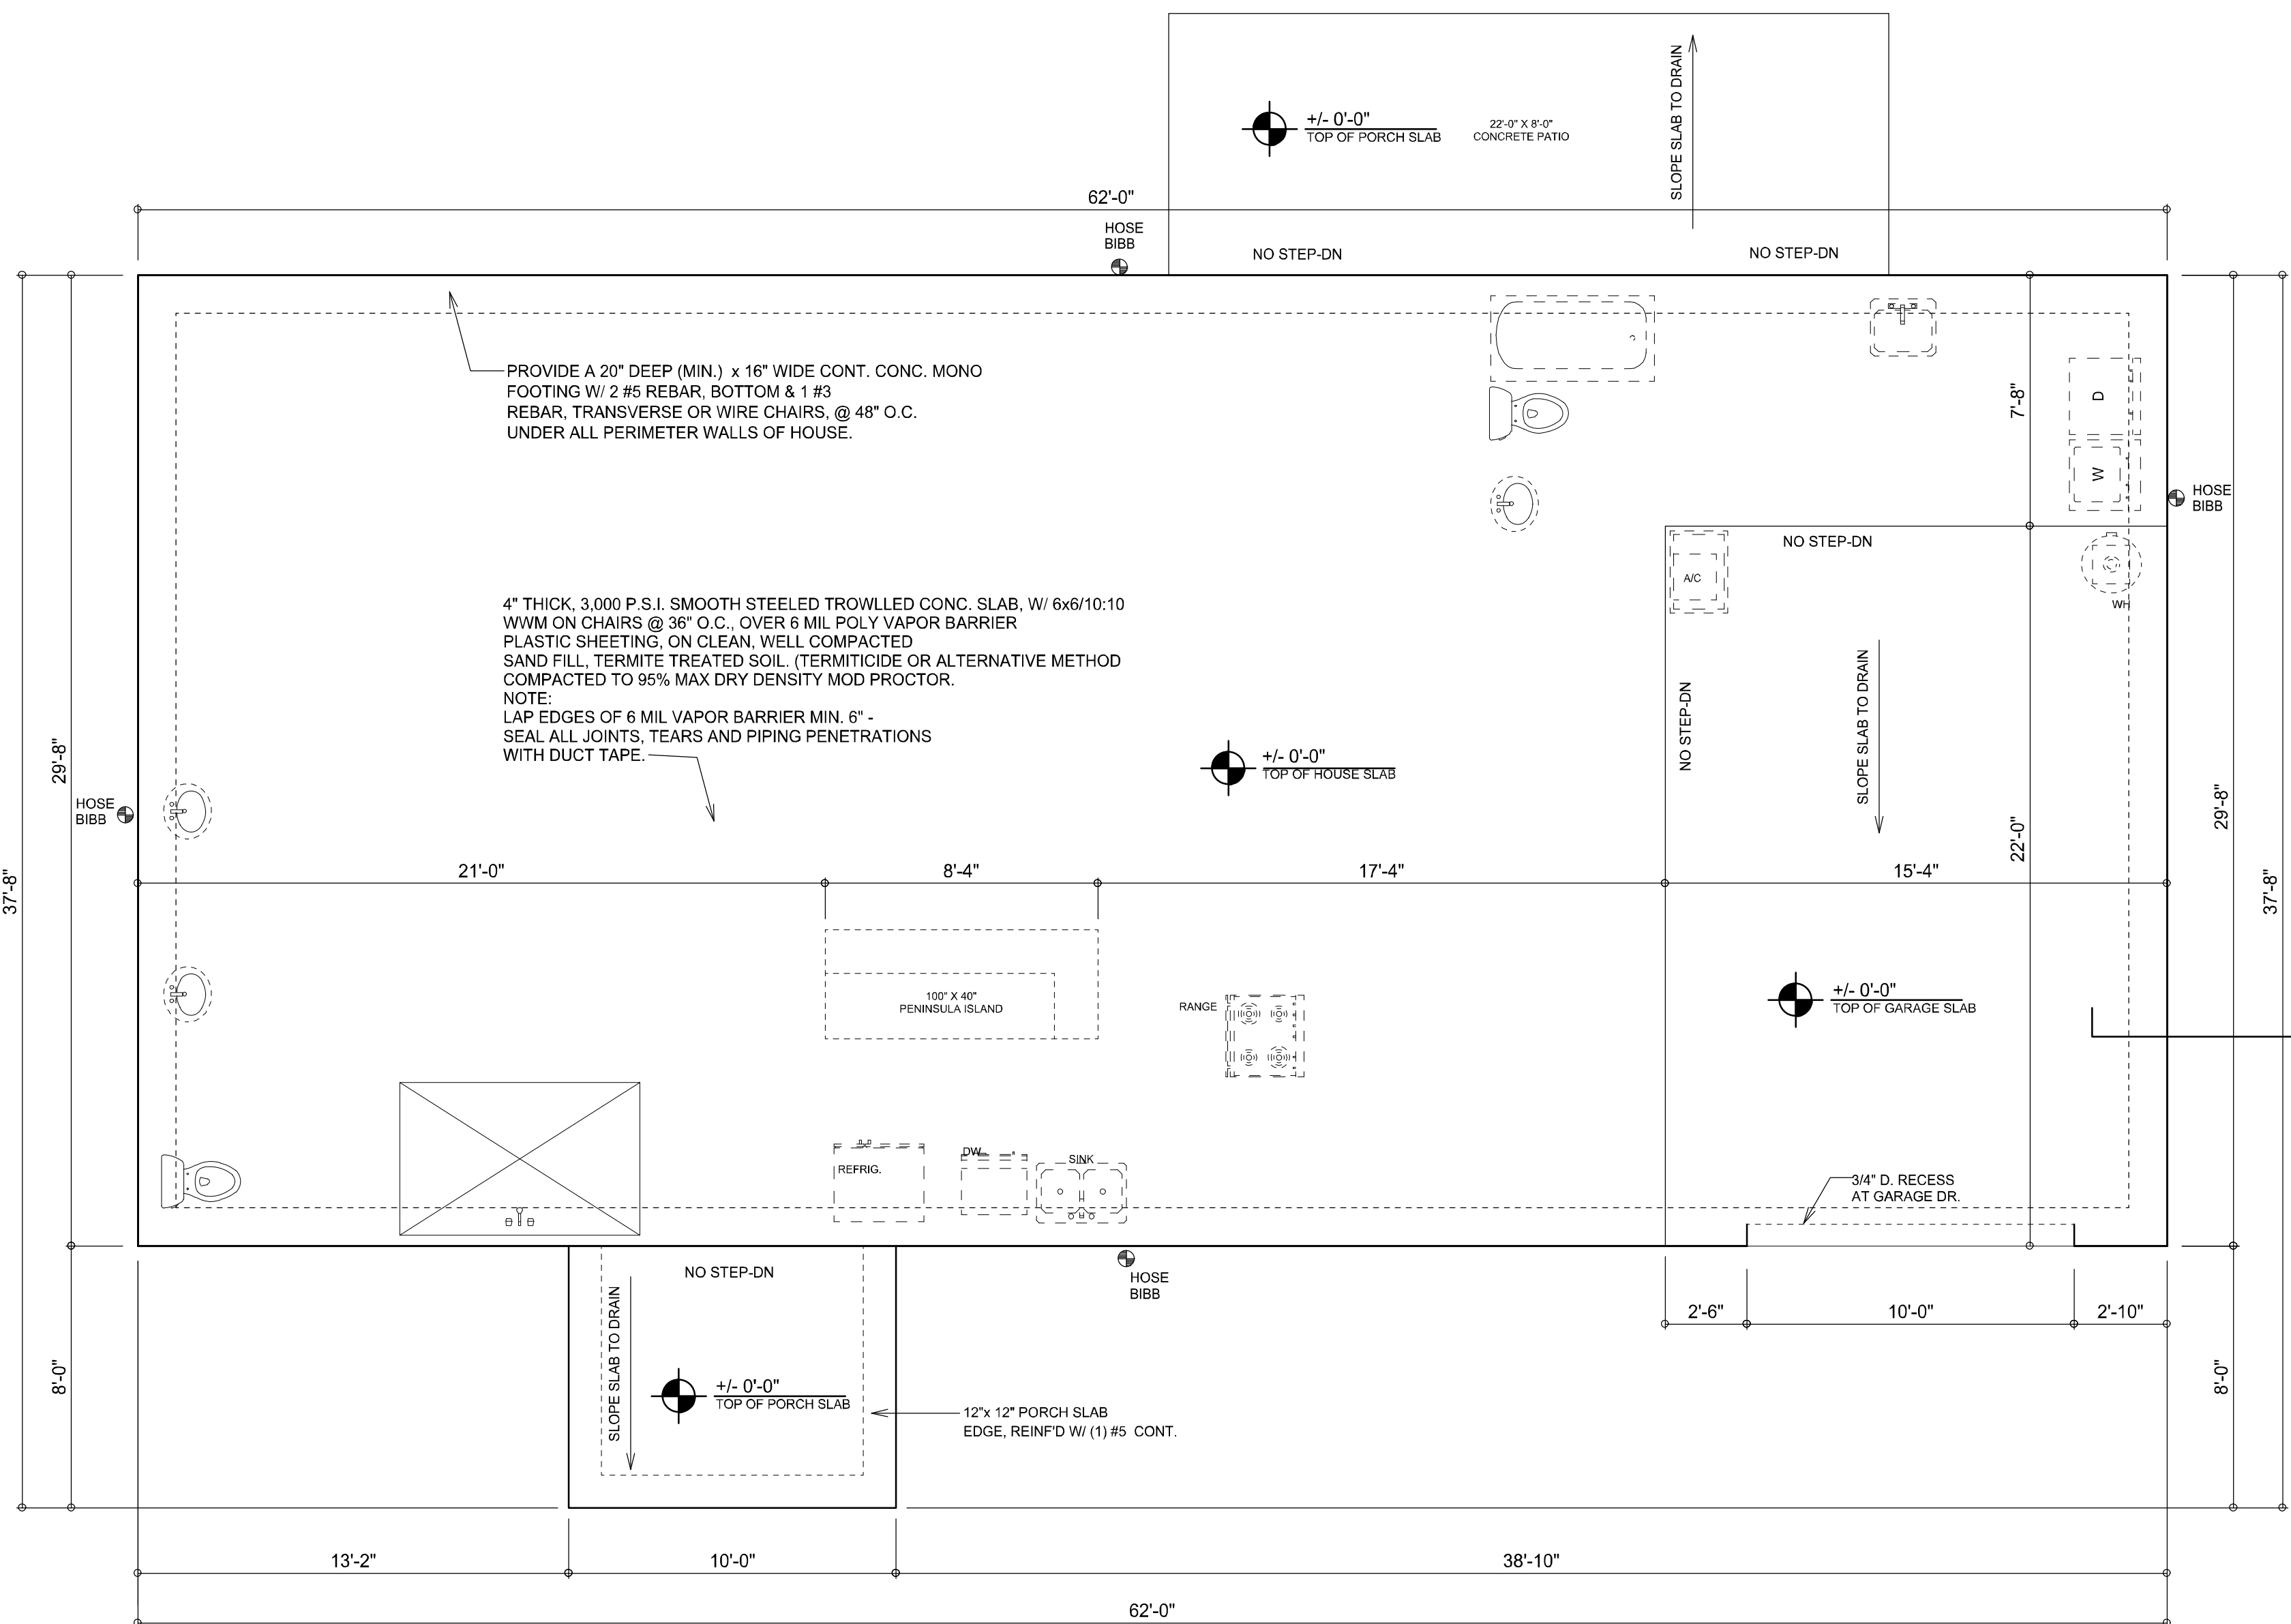 SLOPE SLAB TO DRAIN
+/- 0'-0"
TOP OF PORCH SLAB
22'-0" X 8'-0"
CONCRETE PATIO
62'-0"
HOSE
BIBB
NO STEP-DN
NO STEP-DN
PROVIDE A 20" DEEP (MIN.) x 16" WIDE CONT. CONC. MONO
FOOTING W/ 2 #5 REBAR, BOTTOM & 1 #3
REBAR, TRANSVERSE OR WIRE CHAIRS, @ 48" O.C.
UNDER ALL PERIMETER WALLS OF HOUSE.
7'-8"
D
W
HOSE
BIBB
NO STEP-DN
A/C
WH
4" THICK, 3,000 P.S.I. SMOOTH STEELED TROWLLED CONC. SLAB, W/ 6x6/10:10
WWM ON CHAIRS @ 36" O.C., OVER 6 MIL POLY VAPOR BARRIER
PLASTIC SHEETING, ON CLEAN, WELL COMPACTED
SAND FILL, TERMITE TREATED SOIL. (TERMITICIDE OR ALTERNATIVE METHOD
COMPACTED TO 95% MAX DRY DENSITY MOD PROCTOR.
NOTE:
LAP EDGES OF 6 MIL VAPOR BARRIER MIN. 6" -
SEAL ALL JOINTS, TEARS AND PIPING PENETRATIONS
WITH DUCT TAPE.
NO STEP-DN
SLOPE SLAB TO DRAIN
29'-8"
+/- 0'-0"
TOP OF HOUSE SLAB
HOSE
BIBB
29'-8"
22'-0"
37'-8"
21'-0"
8'-4"
17'-4"
15'-4"
37'-8"
100" X 40"
PENINSULA ISLAND
RANGE
+/- 0'-0"
TOP OF GARAGE SLAB
REFRIG.
DW
SINK
3/4" D. RECESS
AT GARAGE DR.
NO STEP-DN
HOSE
BIBB
2'-6"
10'-0"
2'-10"
SLOPE SLAB TO DRAIN
8'-0"
+/- 0'-0"
TOP OF PORCH SLAB
12"x 12" PORCH SLAB
EDGE, REINF'D W/ (1) #5 CONT.
8'-0"
13'-2"
10'-0"
38'-10"
62'-0"